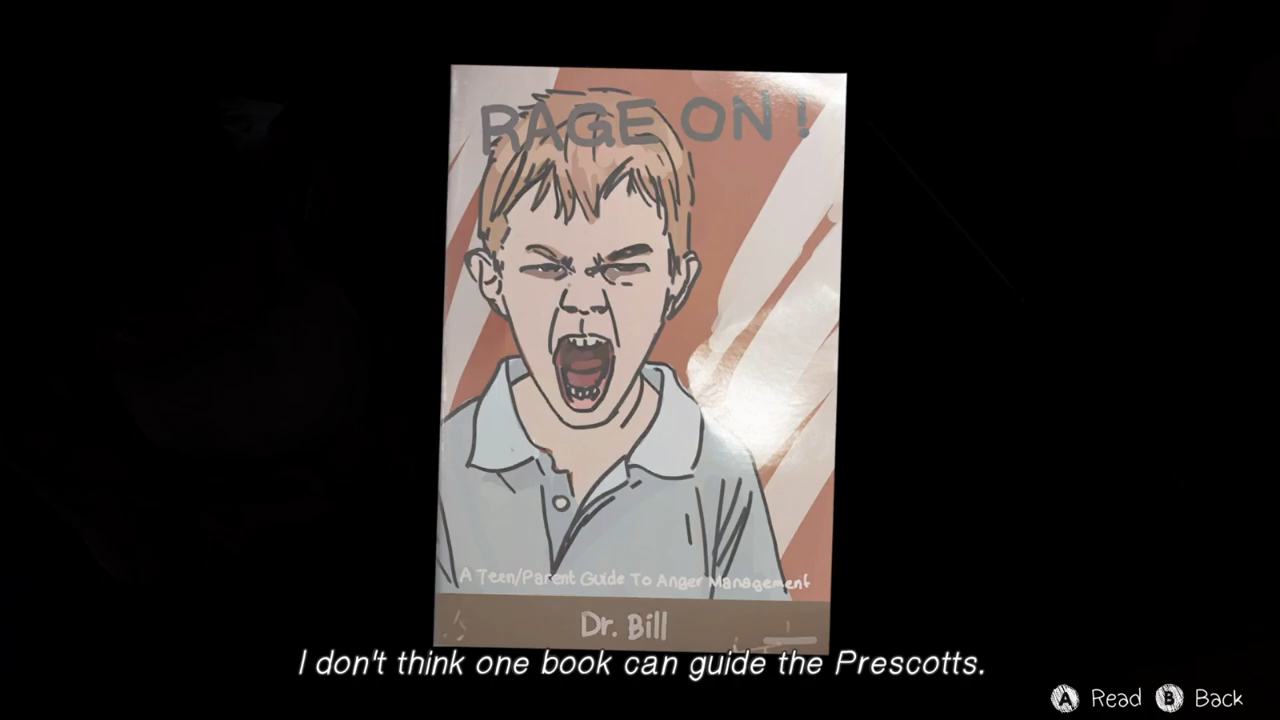 RAGE ON!
A Teen/Parent Guide To Anger Management
Dr. Bill
I don't think one book can guide the Prescotts.
A Read B Back